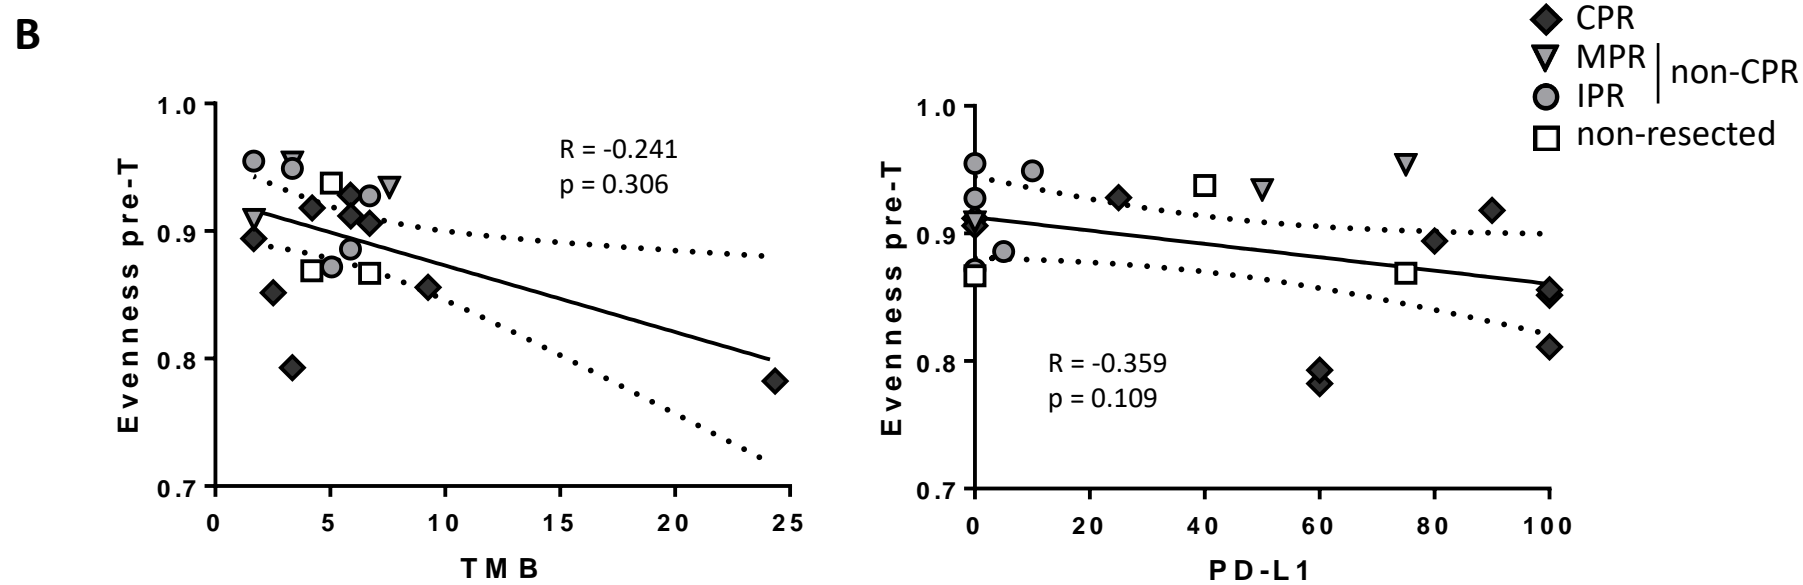 B
CPR
MPR
IPR
non-CPR
non-resected
Evenness pre-T
1.0
0.9
0.8
0.7
R = -0.241
p = 0.306
0 5 10 15 20 25
TMB
Evenness pre-T
1.0
0.9
0.8
0.7
R = -0.359
p = 0.109
0 20 40 60 80 100
PD-L1